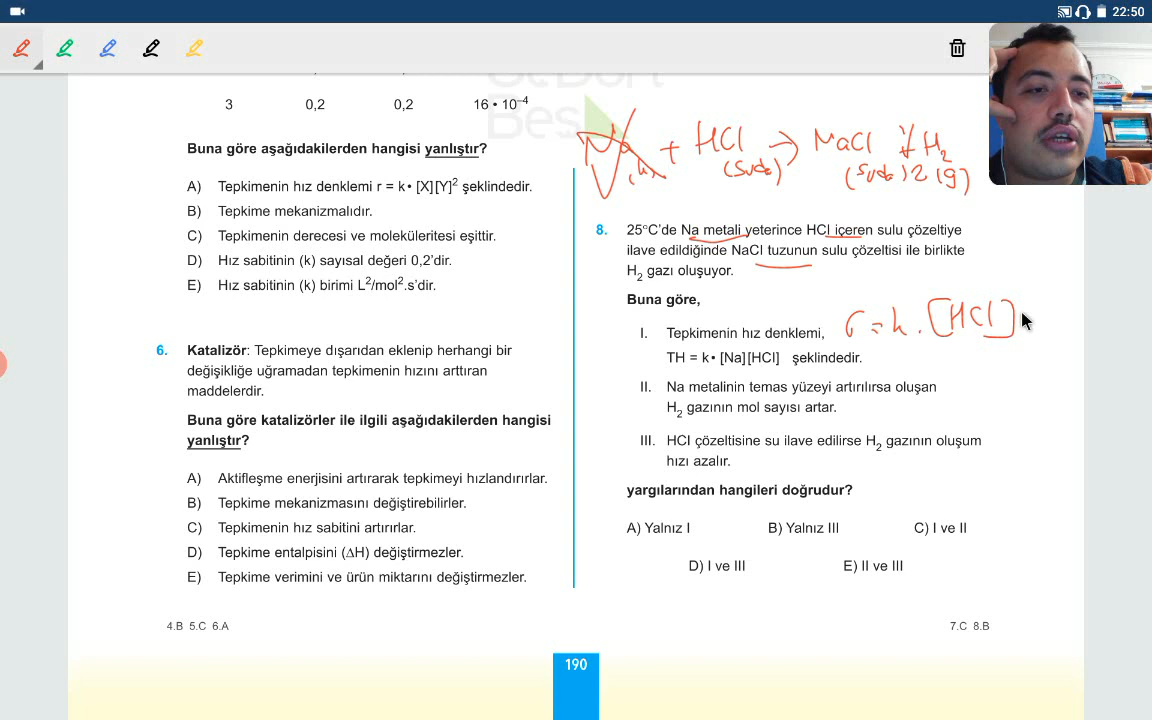 22:50
3 0,2 0,2 16 • 10⁻⁴
Buna göre aşağıdakilerden hangisi yanlıştır?
A) Tepkimenin hız denklemi r = k• [X][Y]² şeklindedir.
B) Tepkime mekanizmalıdır.
C) Tepkimenin derecesi ve moleküleritesi eşittir.
D) Hız sabitinin (k) sayısal değeri 0,2'dir.
E) Hız sabitinin (k) birimi L²/mol².s'dir.
6. Katalizör: Tepkimeye dışarıdan eklenip herhangi bir
değişikliğe uğramadan tepkimenin hızını arttıran
maddelerdir.
Buna göre katalizörler ile ilgili aşağıdakilerden hangisi
yanlıştır?
A) Aktifleşme enerjisini artırarak tepkimeyi hızlandırırlar.
B) Tepkime mekanizmasını değiştirebilirler.
C) Tepkimenin hız sabitini artırırlar.
D) Tepkime entalpisini (ΔH) değiştirmezler.
E) Tepkime verimini ve ürün miktarını değiştirmezler.
4.B 5.C 6.A
Na + HCl → NaCl + H₂
(k) (suda) (suda) (g)
8. 25°C'de Na metali yeterince HCl içeren sulu çözeltiye
ilave edildiğinde NaCl tuzunun sulu çözeltisi ile birlikte
H₂ gazı oluşuyor.
Buna göre,
r = k . [HCl]
I. Tepkimenin hız denklemi,
TH = k• [Na][HCl] şeklindedir.
II. Na metalinin temas yüzeyi artırılırsa oluşan
H₂ gazının mol sayısı artar.
III. HCl çözeltisine su ilave edilirse H₂ gazının oluşum
hızı azalır.
yargılarından hangileri doğrudur?
A) Yalnız I B) Yalnız III C) I ve II
D) I ve III E) II ve III
7.C 8.B
190